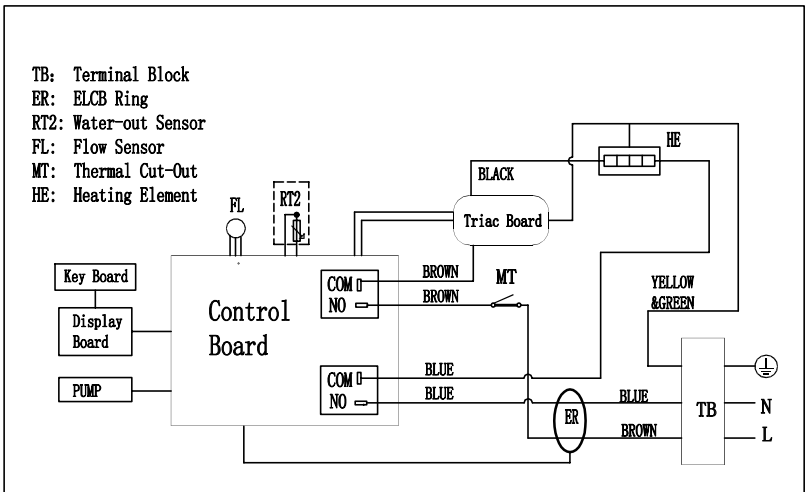 TB: Terminal Block
ER: ELCB Ring
RT2: Water-out Sensor
FL: Flow Sensor
MT: Thermal Cut-Out
HE: Heating Element
HE
BLACK
FL
RT2
Triac Board
Key Board
Display
Board
PUMP
Control
Board
COM
NO
BROWN
BROWN
MT
YELLOW
&GREEN
COM
NO
BLUE
BLUE
ER
BLUE
BROWN
TB
N
L